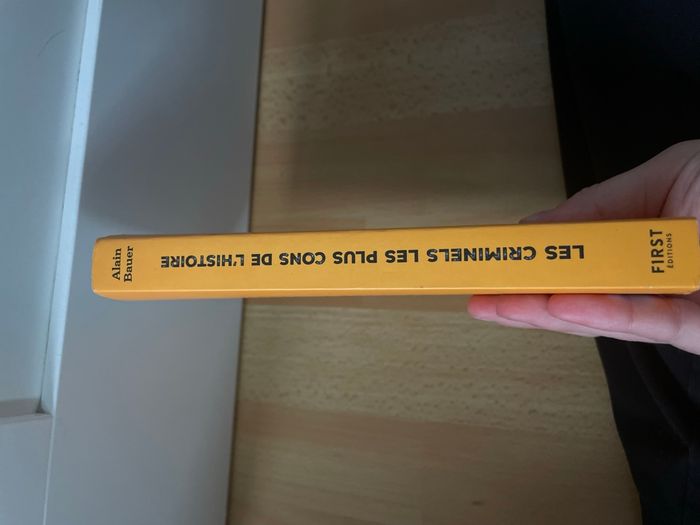 Alain
Bauer
LES CRIMINELS LES PLUS CONS DE L'HISTOIRE
FIRST
ÉDITIONS